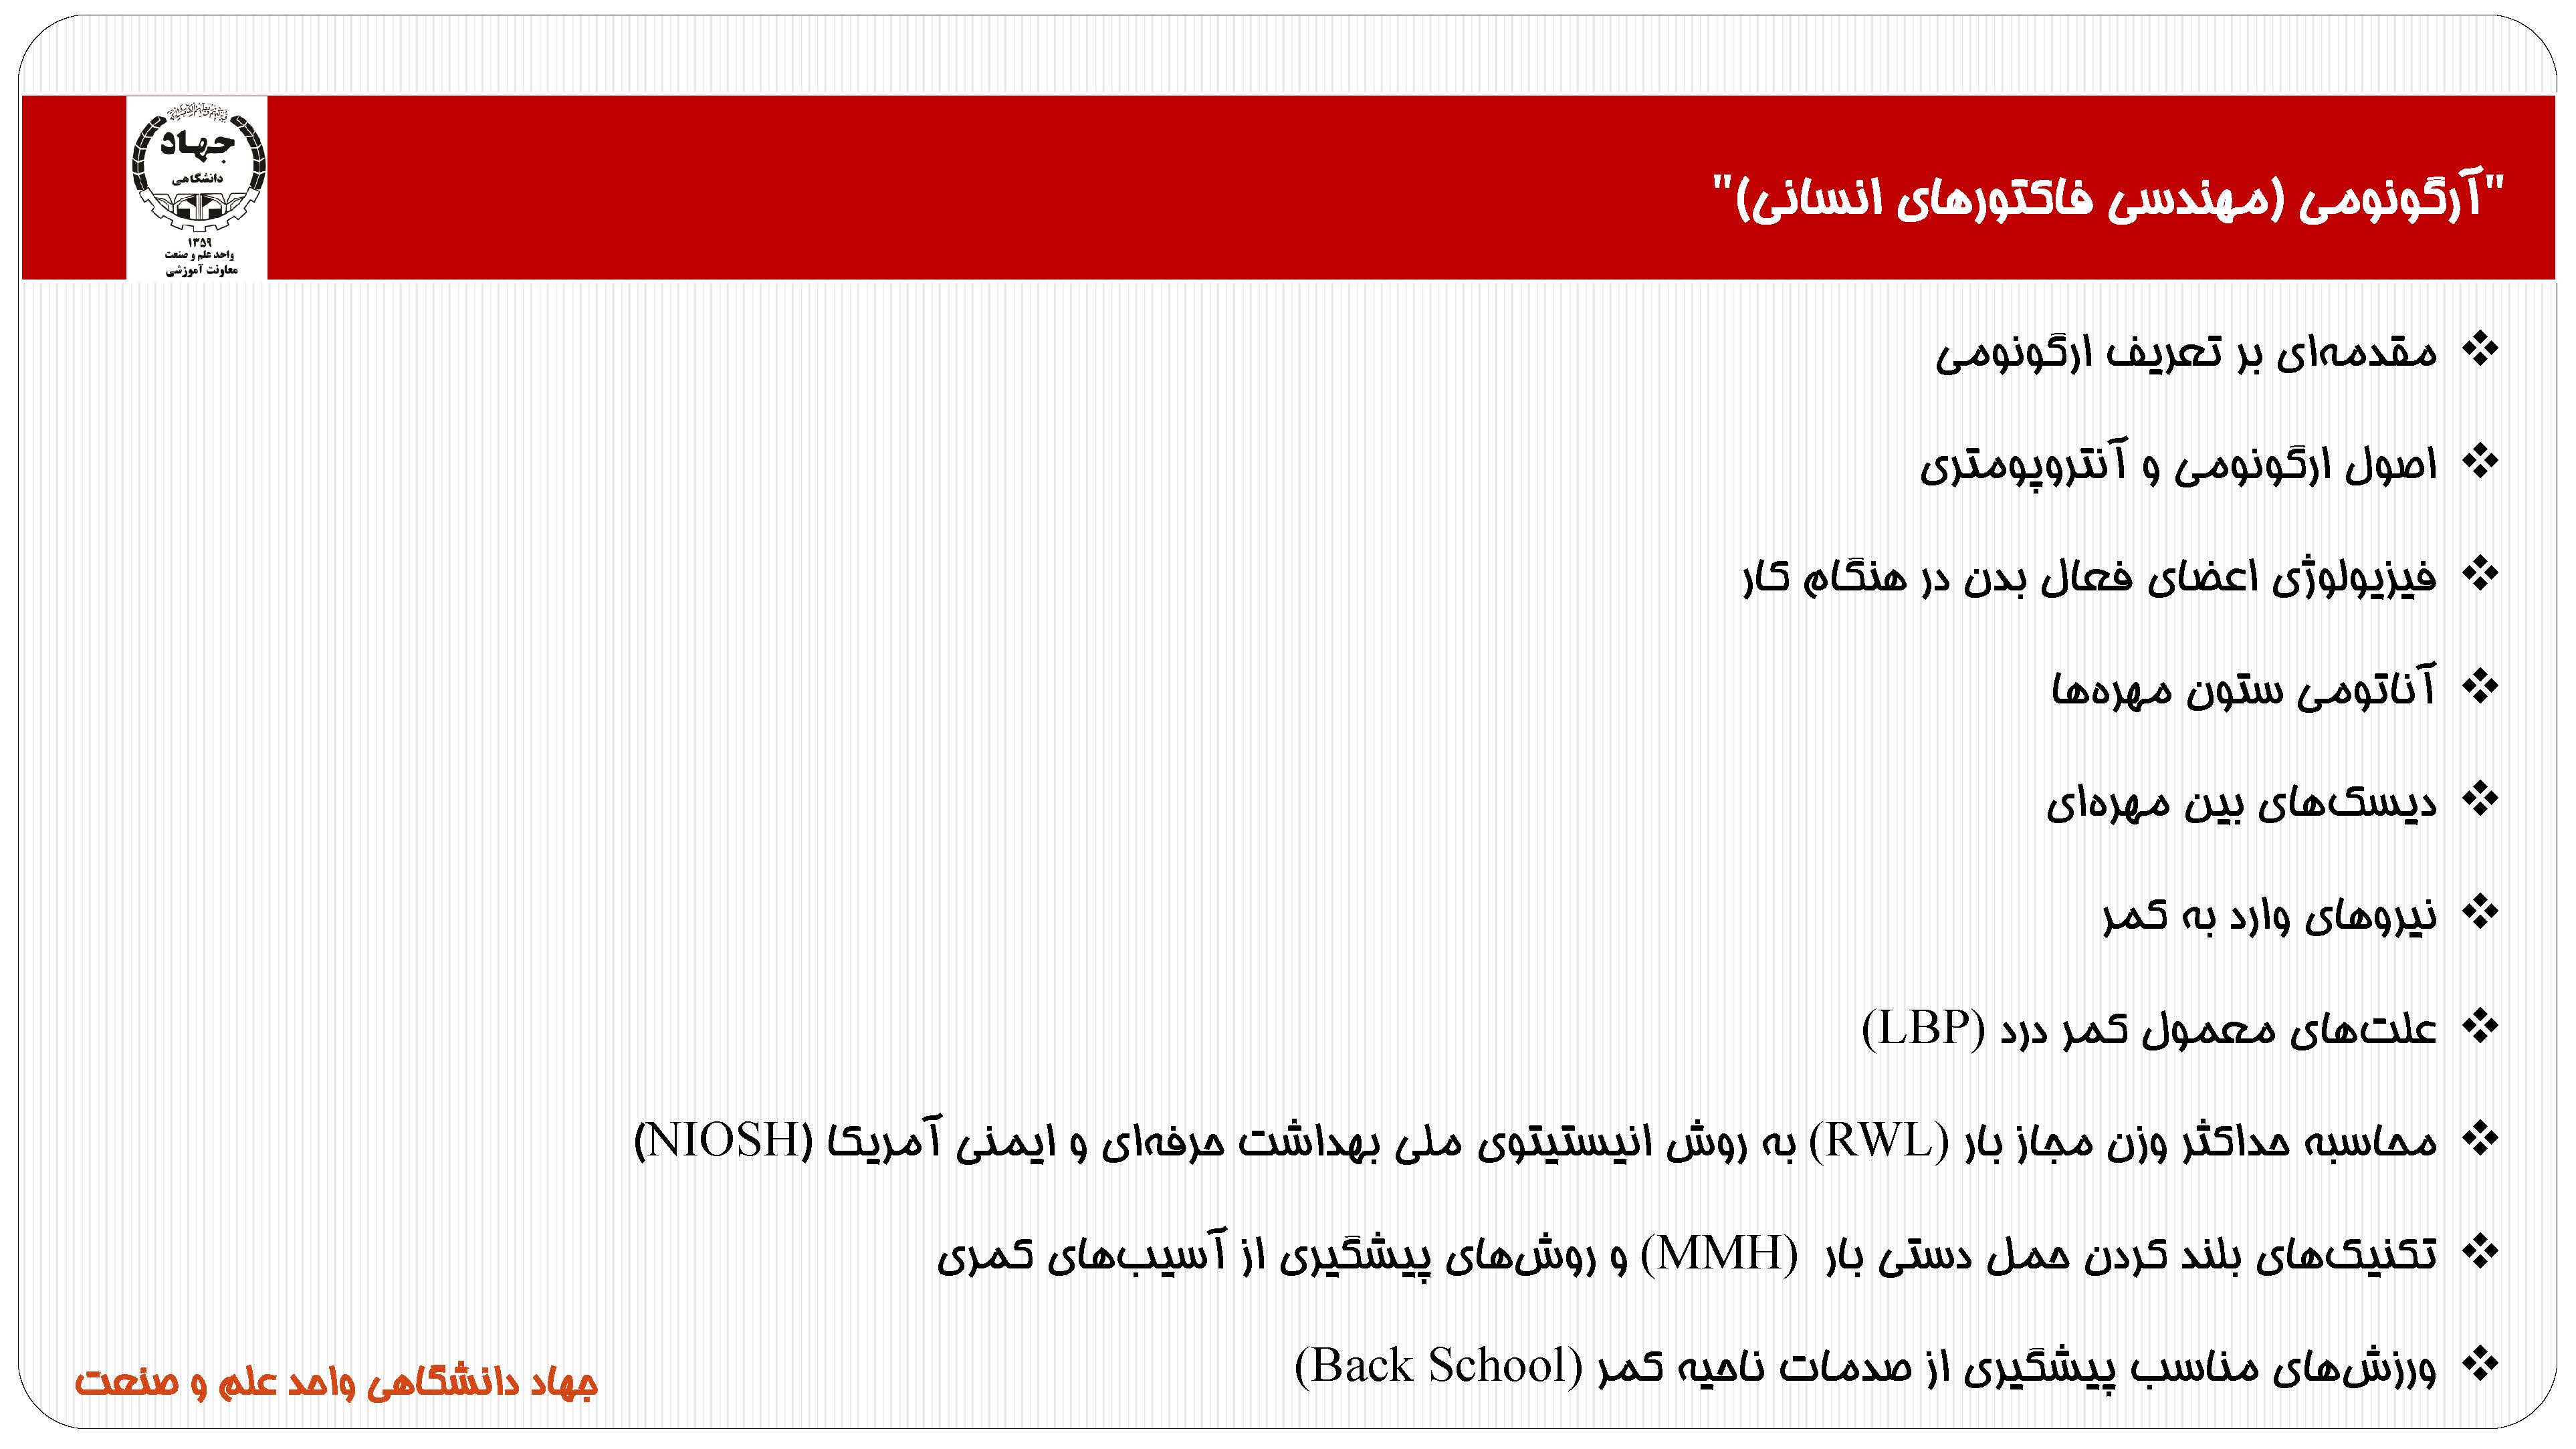 "آرگونومی (مهندسی فاکتورهای انسانی)"
جهاد
دانشگاهی
۱۳۵۹
واحد علم و صنعت
معاونت آموزشی
❖ مقدمه‌ای بر تعریف ارگونومی
❖ اصول ارگونومی و آنتروپومتری
❖ فیزیولوژی اعضای فعال بدن در هنگام کار
❖ آناتومی ستون مهره‌ها
❖ دیسک‌های بین مهره‌ای
❖ نیروهای وارد به کمر
❖ علت‌های معمول کمر درد (LBP)
❖ محاسبه حداکثر وزن مجاز بار (RWL) به روش انیستیتوی ملی بهداشت حرفه‌ای و ایمنی آمریکا (NIOSH)
❖ تکنیک‌های بلند کردن حمل دستی بار (MMH) و روش‌های پیشگیری از آسیب‌های کمری
❖ ورزش‌های مناسب پیشگیری از صدمات ناحیه کمر (Back School)
جهاد دانشگاهی واحد علم و صنعت